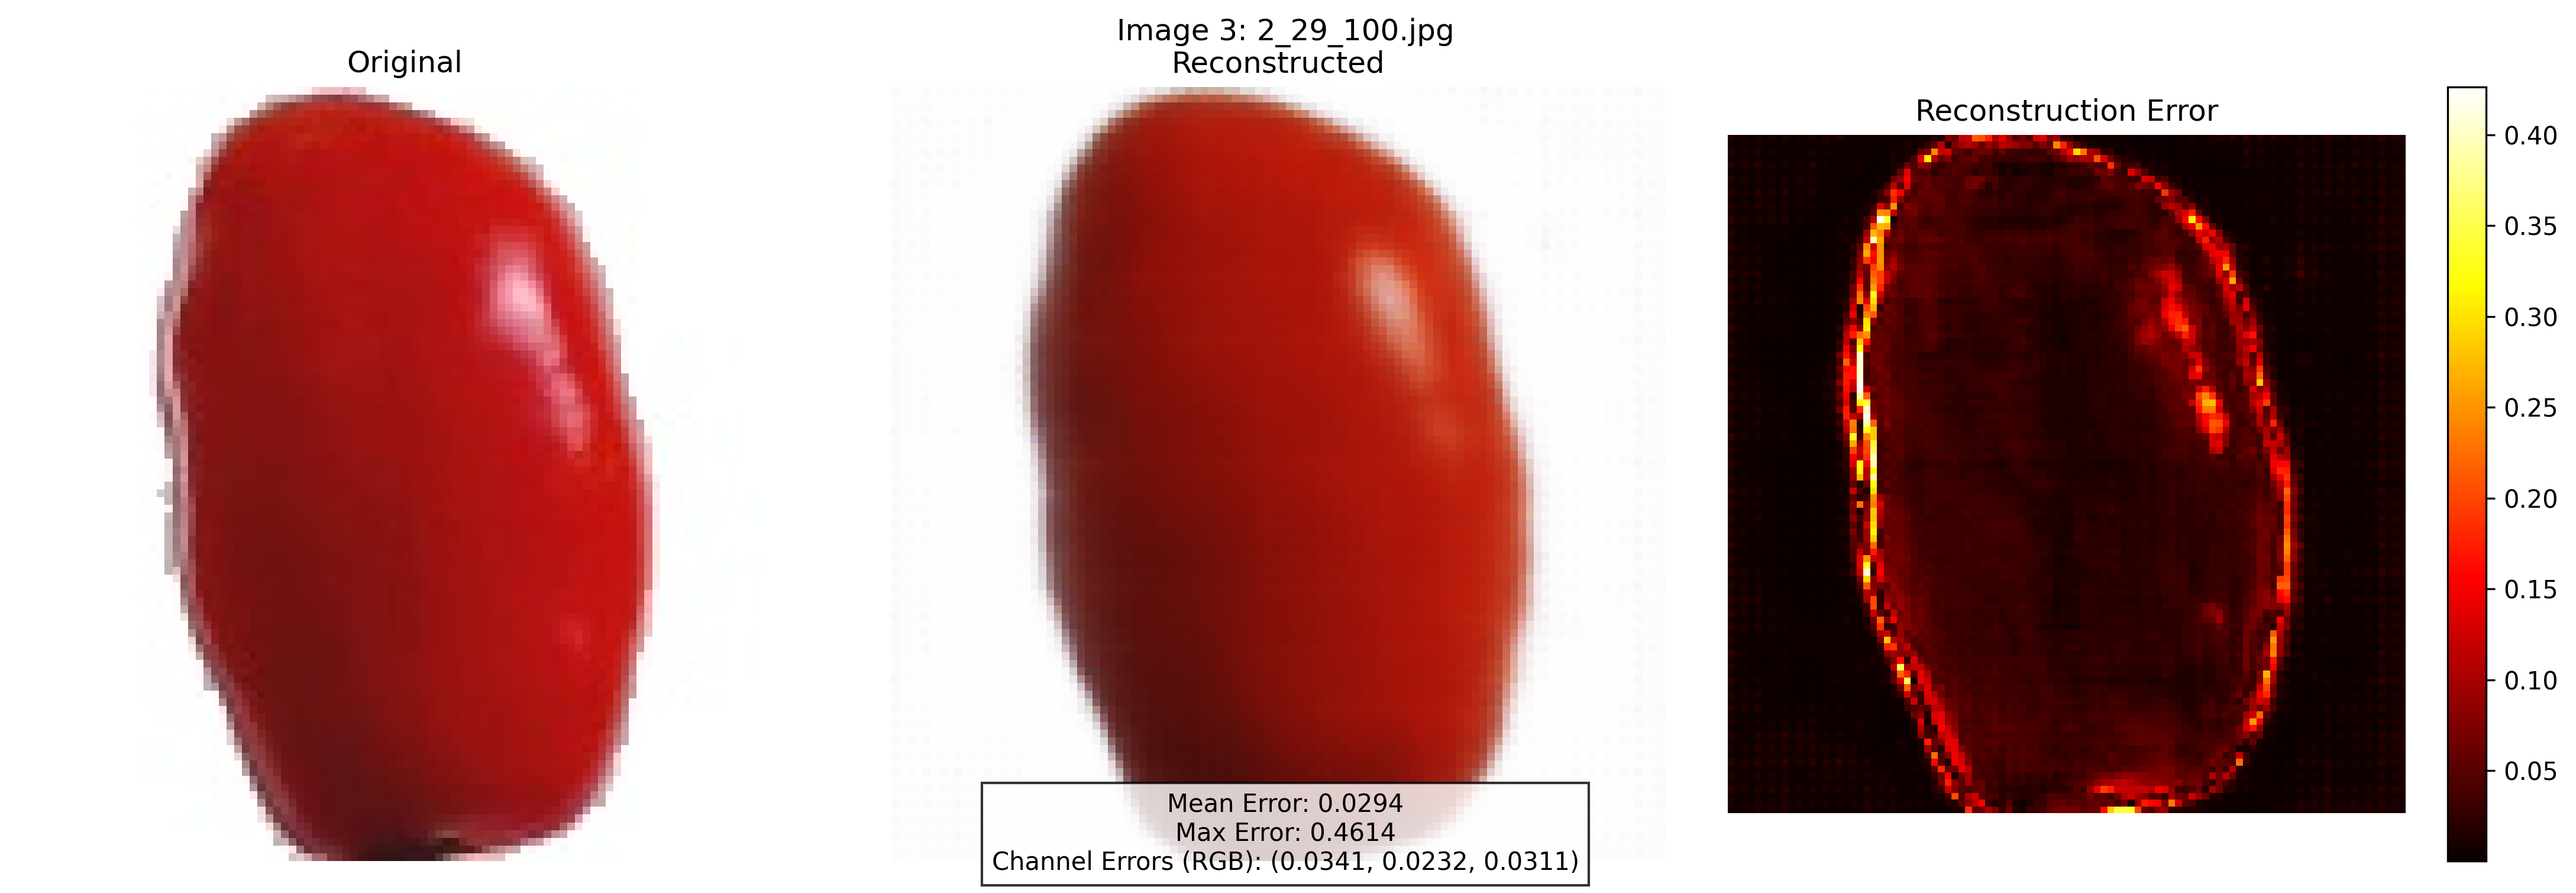 Image 3: 2_29_100.jpg
Original
Reconstructed
Reconstruction Error
0.40
0.35
0.30
0.25
0.20
0.15
0.10
0.05
Mean Error: 0.0294
Max Error: 0.4614
Channel Errors (RGB): (0.0341, 0.0232, 0.0311)